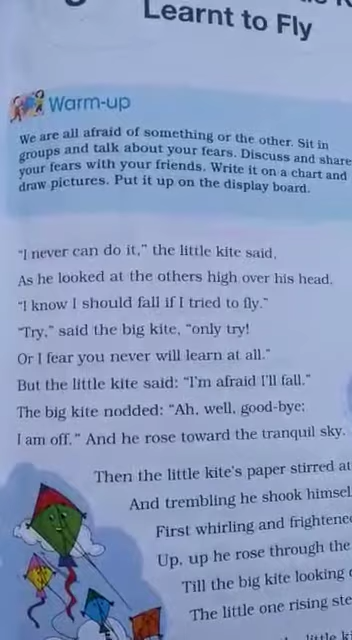 Learnt to Fly
Warm-up
We are all afraid of something or the other. Sit in
groups and talk about your fears. Discuss and share
your fears with your friends. Write it on a chart and
draw pictures. Put it up on the display board.
"I never can do it," the little kite said,
As he looked at the others high over his head.
"I know I should fall if I tried to fly."
"Try," said the big kite, "only try!
Or I fear you never will learn at all."
But the little kite said: "I'm afraid I'll fall."
The big kite nodded: "Ah, well, good-bye;
I am off." And he rose toward the tranquil sky.
Then the little kite's paper stirred at
And trembling he shook himsel
First whirling and frightene
Up, up he rose through the
Till the big kite looking
The little one rising ste
little